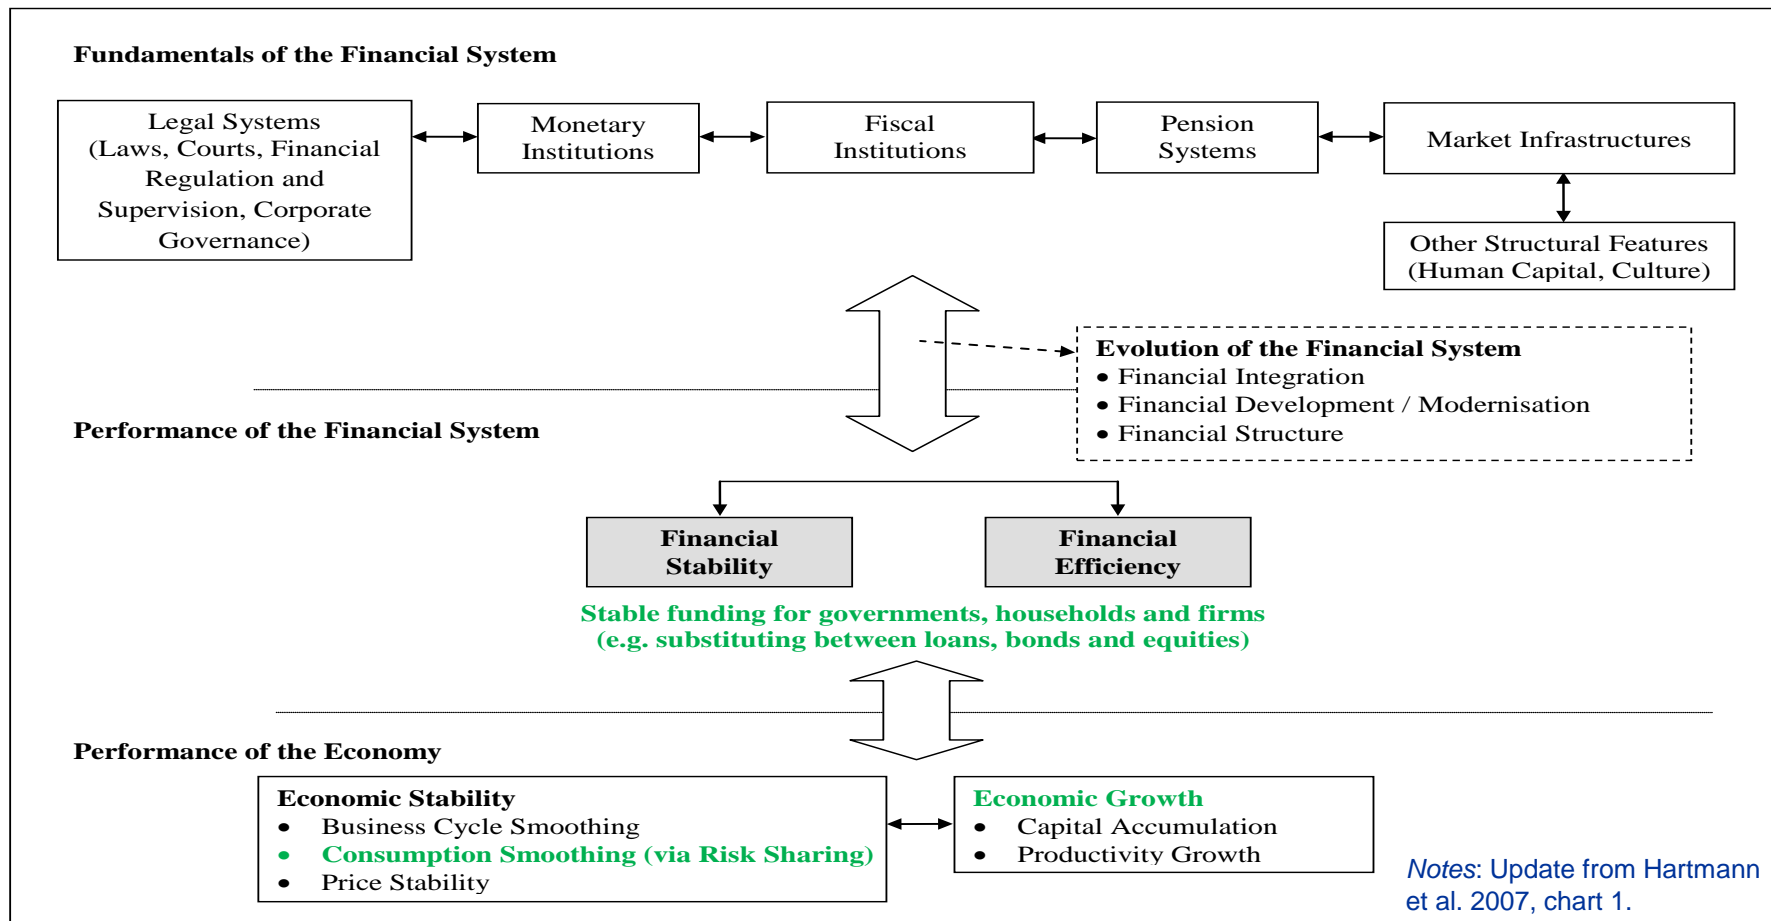 Fundamentals of the Financial System
Legal Systems
(Laws, Courts, Financial
Regulation and
Supervision, Corporate
Governance)
Monetary
Institutions
Fiscal
Institutions
Pension
Systems
Market Infrastructures
Other Structural Features
(Human Capital, Culture)
Evolution of the Financial System
• Financial Integration
• Financial Development / Modernisation
• Financial Structure
Performance of the Financial System
Financial
Stability
Financial
Efficiency
Stable funding for governments, households and firms
(e.g. substituting between loans, bonds and equities)
Performance of the Economy
Economic Stability
• Business Cycle Smoothing
• Consumption Smoothing (via Risk Sharing)
• Price Stability
Economic Growth
• Capital Accumulation
• Productivity Growth
Notes: Update from Hartmann
et al. 2007, chart 1.